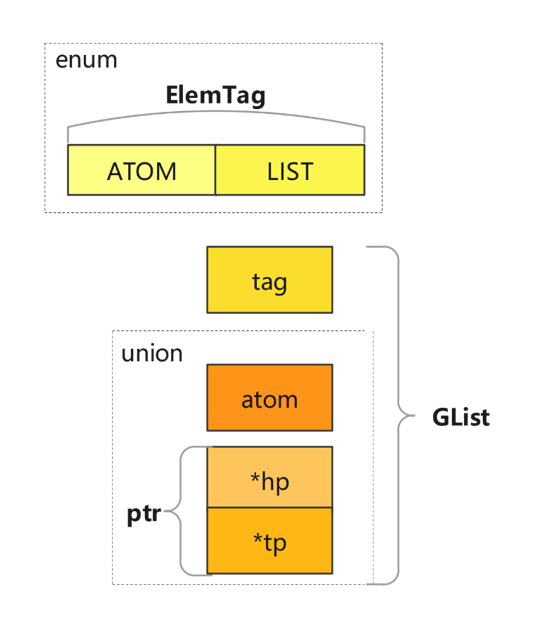 enum
ElemTag
ATOM LIST
tag
union
atom
GList
*hp
ptr
*tp